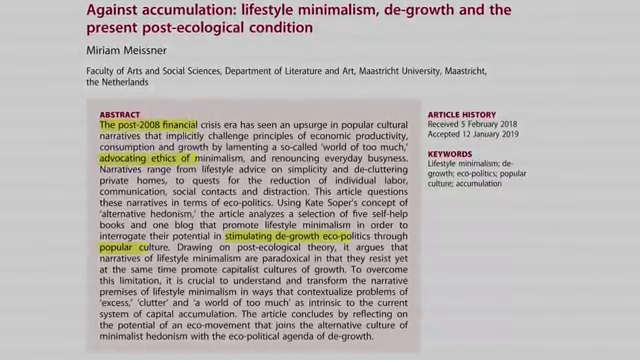 Against accumulation: lifestyle minimalism, de-growth and the
present post-ecological condition
Miriam Meissner
Faculty of Arts and Social Sciences, Department of Literature and Art, Maastricht University, Maastricht,
the Netherlands
ABSTRACT
The post-2008 financial crisis era has seen an upsurge in popular cultural
narratives that implicitly challenge principles of economic productivity,
consumption and growth by lamenting a so-called ‘world of too much,’
advocating ethics of minimalism, and renouncing everyday busyness.
Narratives range from lifestyle advice on simplicity and de-cluttering
private homes, to quests for the reduction of individual labor,
communication, social contacts and distraction. This article questions
these narratives in terms of eco-politics. Using Kate Soper’s concept of
‘alternative hedonism,’ the article analyzes a selection of five self-help
books and one blog that promote lifestyle minimalism in order to
interrogate their potential in stimulating de-growth eco-politics through
popular culture. Drawing on post-ecological theory, it argues that
narratives of lifestyle minimalism are paradoxical in that they resist yet
at the same time promote capitalist cultures of growth. To overcome
this limitation, it is crucial to understand and transform the narrative
premises of lifestyle minimalism in ways that contextualize problems of
‘excess,’ ‘clutter’ and ‘a world of too much’ as intrinsic to the current
system of capital accumulation. The article concludes by reflecting on
the potential of an eco-movement that joins the alternative culture of
minimalist hedonism with the eco-political agenda of de-growth.
ARTICLE HISTORY
Received 5 February 2018
Accepted 12 January 2019
KEYWORDS
Lifestyle minimalism; de-
growth; eco-politics; popular
culture; accumulation